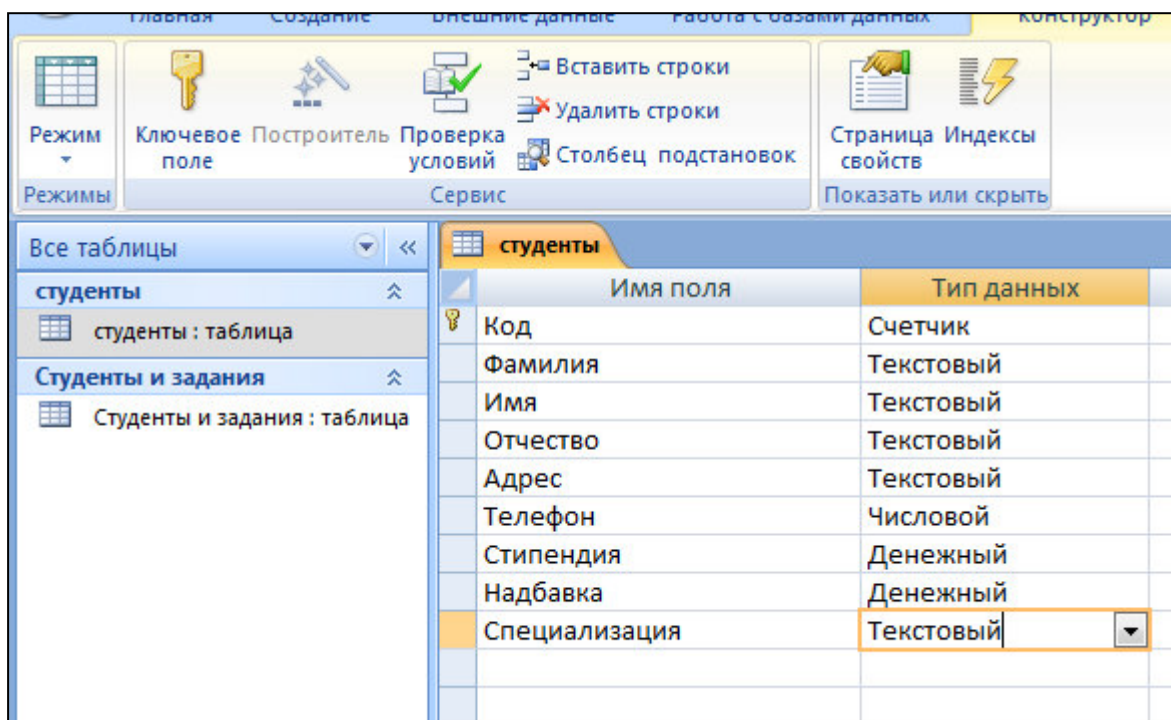 Главная Создание Внешние данные Работа с базами данных Конструктор
Режим
Ключевое поле
Построитель
Проверка условий
Вставить строки
Удалить строки
Столбец подстановок
Страница свойств
Индексы
Режимы
Сервис
Показать или скрыть
Все таблицы
студенты
студенты : таблица
Студенты и задания
Студенты и задания : таблица
студенты
Имя поля Тип данных
Код Счетчик
Фамилия Текстовый
Имя Текстовый
Отчество Текстовый
Адрес Текстовый
Телефон Числовой
Стипендия Денежный
Надбавка Денежный
Специализация Текстовый